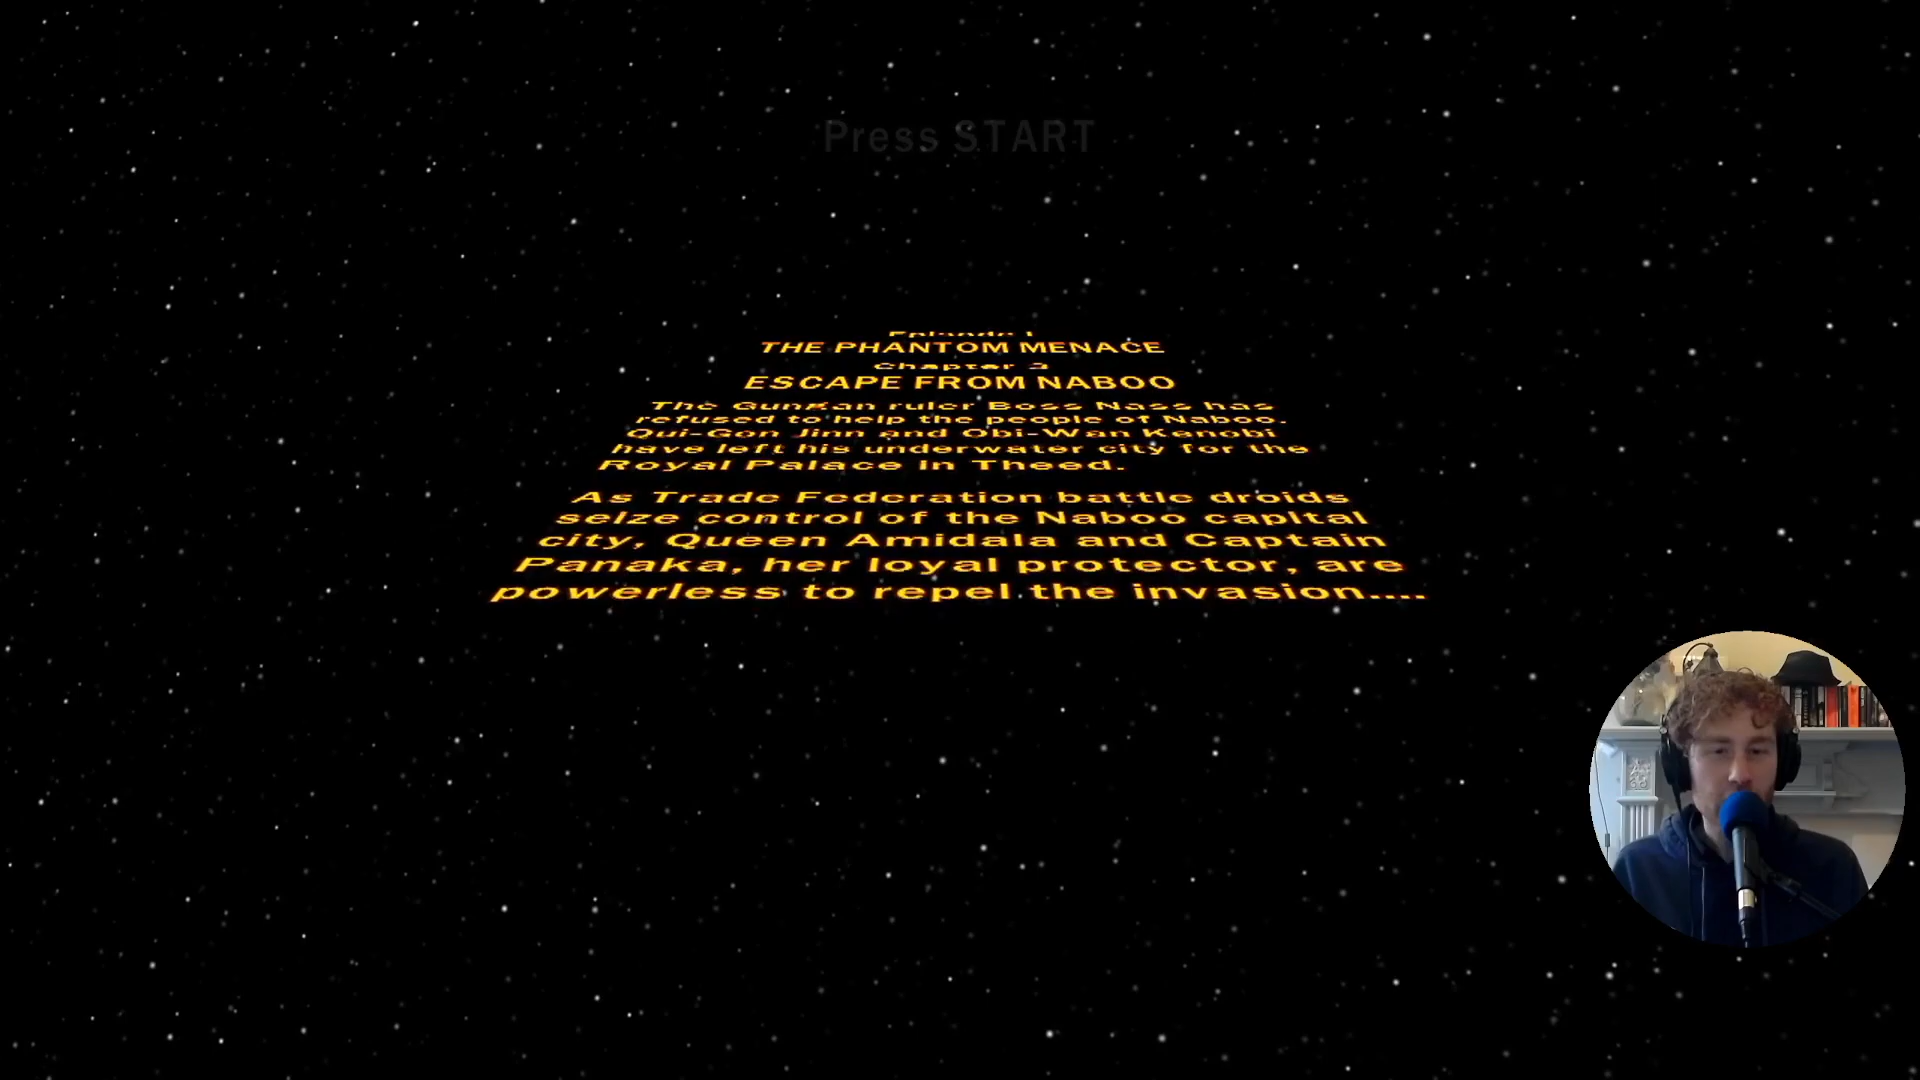 Press START
Episode I
THE PHANTOM MENACE
Chapter 3
ESCAPE FROM NABOO
The Gungan ruler Boss Nass has
refused to help the people of Naboo.
Qui-Gon Jinn and Obi-Wan Kenobi
have left his underwater city for the
Royal Palace in Theed.
As Trade Federation battle droids
seize control of the Naboo capital
city, Queen Amidala and Captain
Panaka, her loyal protector, are
powerless to repel the invasion....